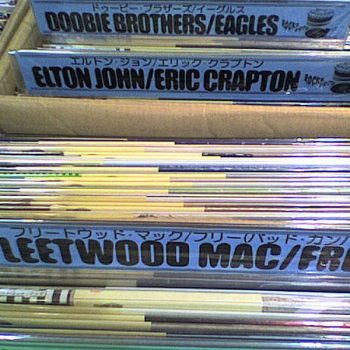 ドゥービー・ブラザーズ/イーグルス
DOOBIE BROTHERS/EAGLES
エルトン・ジョン/エリック・クラプトン
ELTON JOHN/ERIC CRAPTON
フリートウッド・マック/フリー(バッド・カン
LEETWOOD MAC/FRE